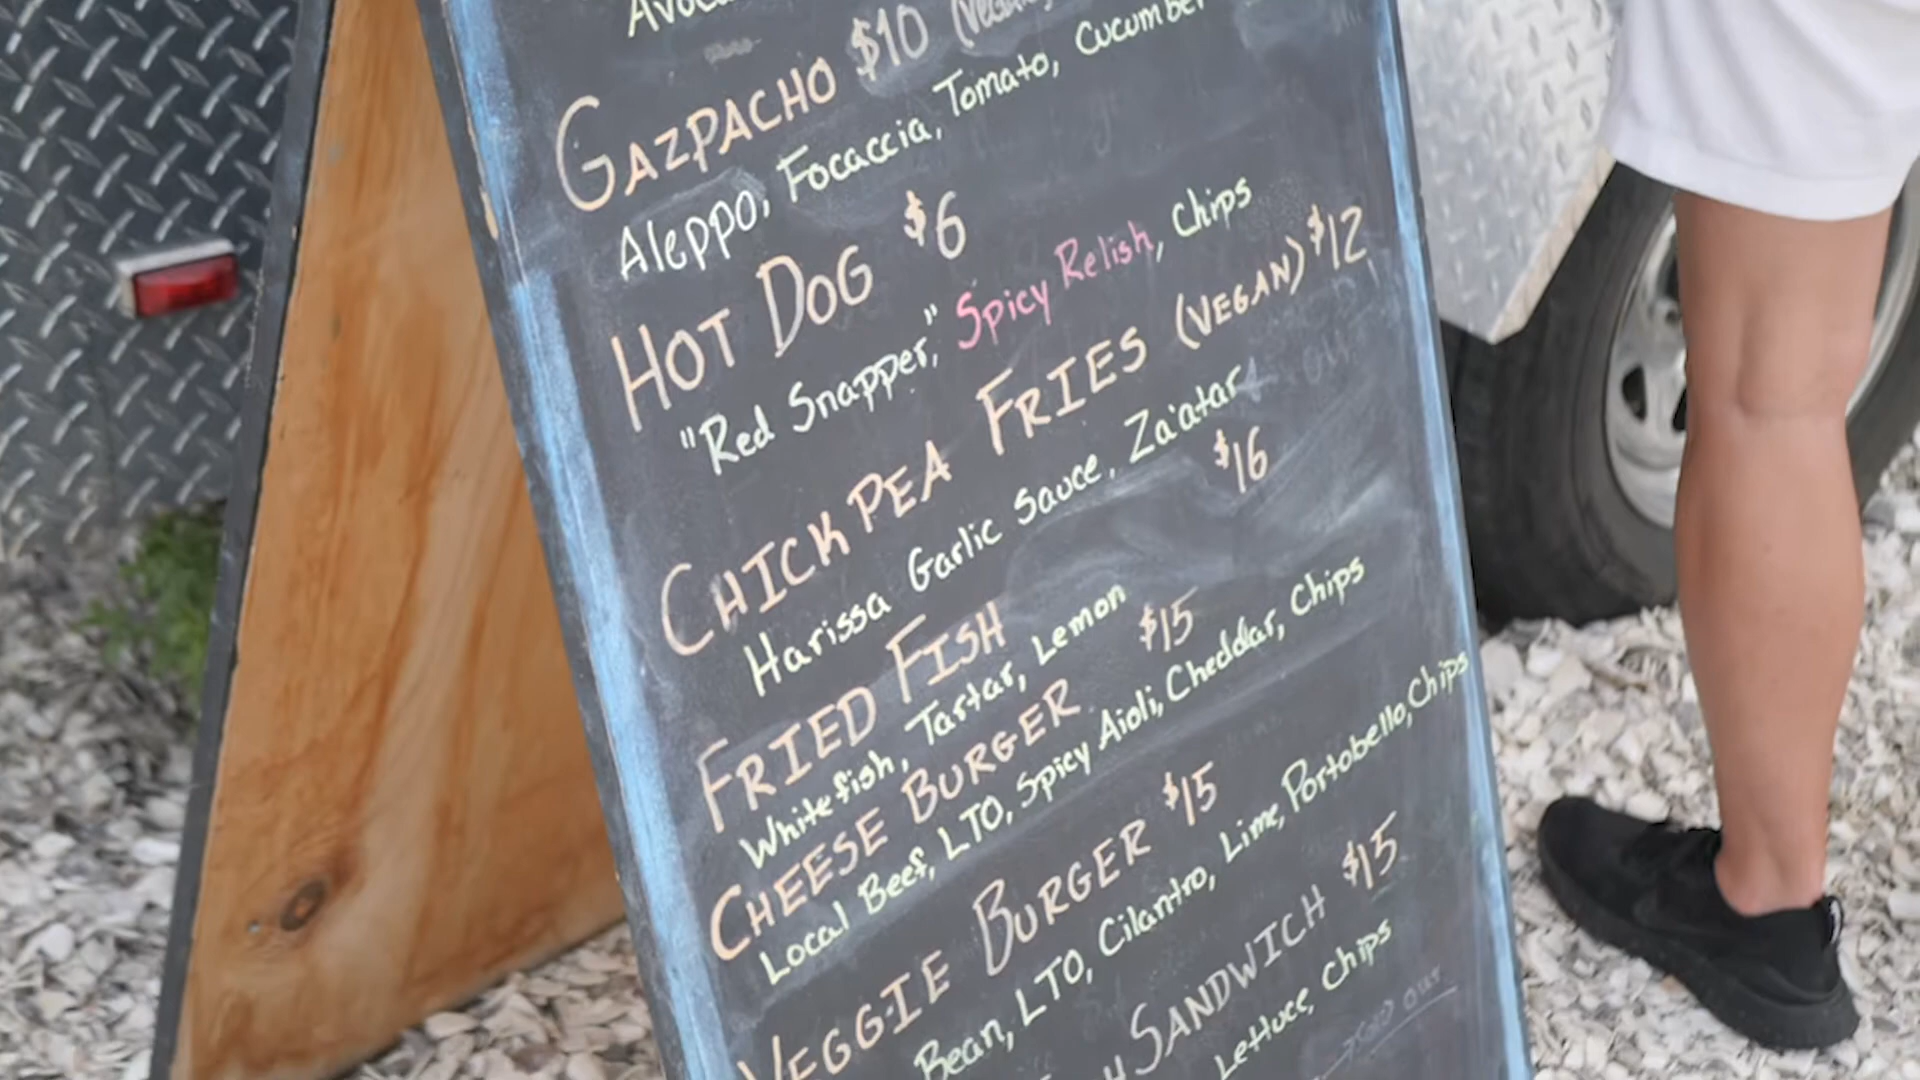 GAZPACHO $10
Aleppo, Focaccia, Tomato, Cucumber
HOT DOG $6
"Red Snapper," Spicy Relish, Chips
CHICKPEA FRIES (VEGAN) $12
Harissa Garlic Sauce, Za'atar
FRIED FISH $16
Whitefish, Tartar, Lemon
CHEESE BURGER $15
Local Beef, LTO, Spicy Aioli, Cheddar, Chips
VEGGIE BURGER $15
Bean, LTO, Cilantro, Lime, Portobello, Chips
SANDWICH $15
Lettuce, Chips